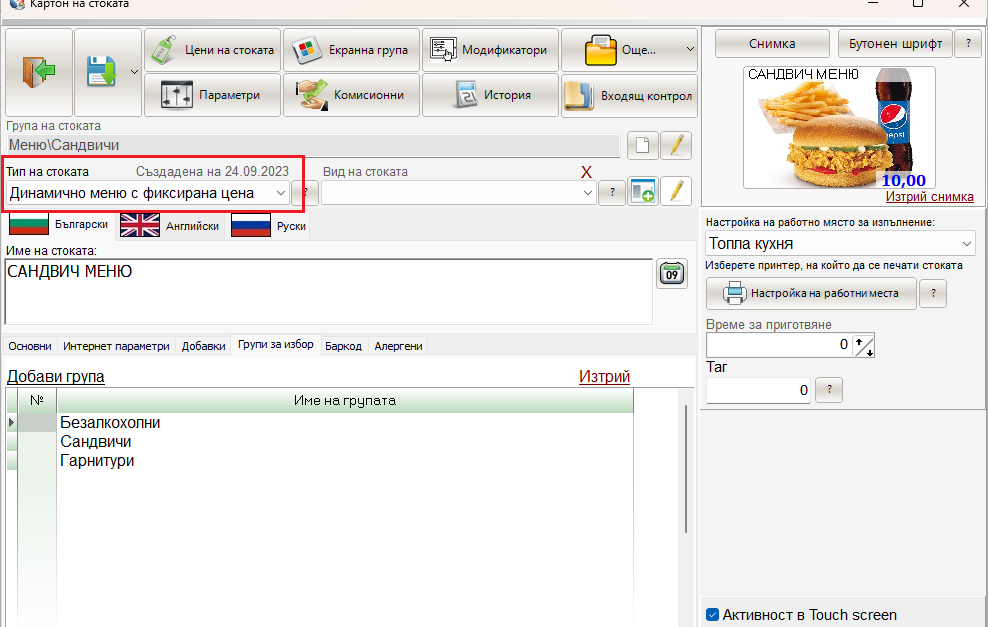 Картон на стоката
Цени на стоката
Екранна група
Модификатори
Още...
Параметри
Комисионни
История
Входящ контрол
Група на стоката
Меню\Сандвичи
Тип на стоката
Създадена на 24.09.2023
Вид на стоката
X
Динамично меню с фиксирана цена
?
?
Български
Английски
Руски
Име на стоката:
САНДВИЧ МЕНЮ
09
Основни
Интернет параметри
Добавки
Групи за избор
Баркод
Алергени
Добави група
Изтрий
№
Име на групата
Безалкохолни
Сандвичи
Гарнитури
Снимка
Бутонен шрифт
?
САНДВИЧ МЕНЮ
pepsi
10,00
Изтрий снимка
Настройка на работно място за изпълнение:
Топла кухня
Изберете принтер, на който да се печати стоката
Настройка на работни места
?
Време за приготвяне
0
Таг
0
?
Активност в Touch screen